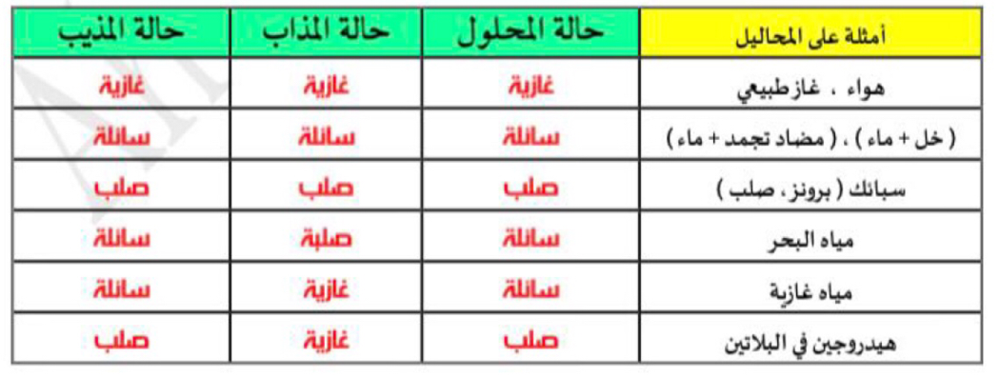 أمثلة على المحاليل حالة المحلول حالة المذاب حالة المذيب
هواء ، غاز طبيعي غازية غازية غازية
( خل + ماء ) ، ( مضاد تجمد + ماء ) سائلة سائلة سائلة
سبائك ( برونز ، صلب ) صلب صلب صلب
مياه البحر سائلة صلبة سائلة
مياه غازية سائلة غازية سائلة
هيدروجين في البلاتين صلب غازية صلب